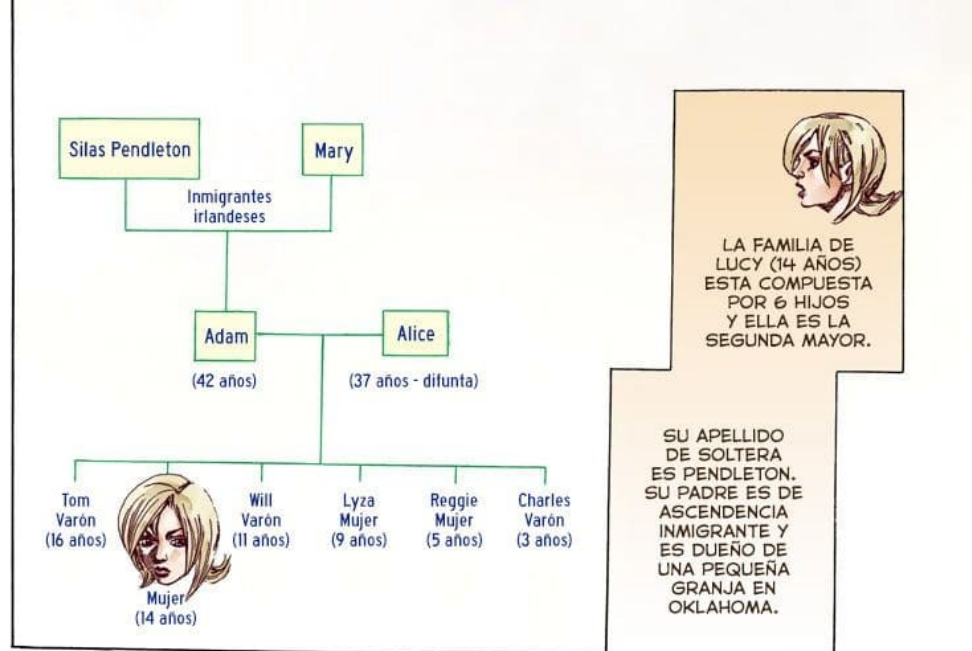 Silas Pendleton
Mary
Inmigrantes
irlandeses
Adam
Alice
(42 años)
(37 años - difunta)
Tom
Varón
(16 años)
Mujer
(14 años)
Will
Varón
(11 años)
Lyza
Mujer
(9 años)
Reggie
Mujer
(5 años)
Charles
Varón
(3 años)
LA FAMILIA DE
LUCY (14 AÑOS)
ESTA COMPUESTA
POR 6 HIJOS
Y ELLA ES LA
SEGUNDA MAYOR.
SU APELLIDO
DE SOLTERA
ES PENDLETON.
SU PADRE ES DE
ASCENDENCIA
INMIGRANTE Y
ES DUEÑO DE
UNA PEQUEÑA
GRANJA EN
OKLAHOMA.